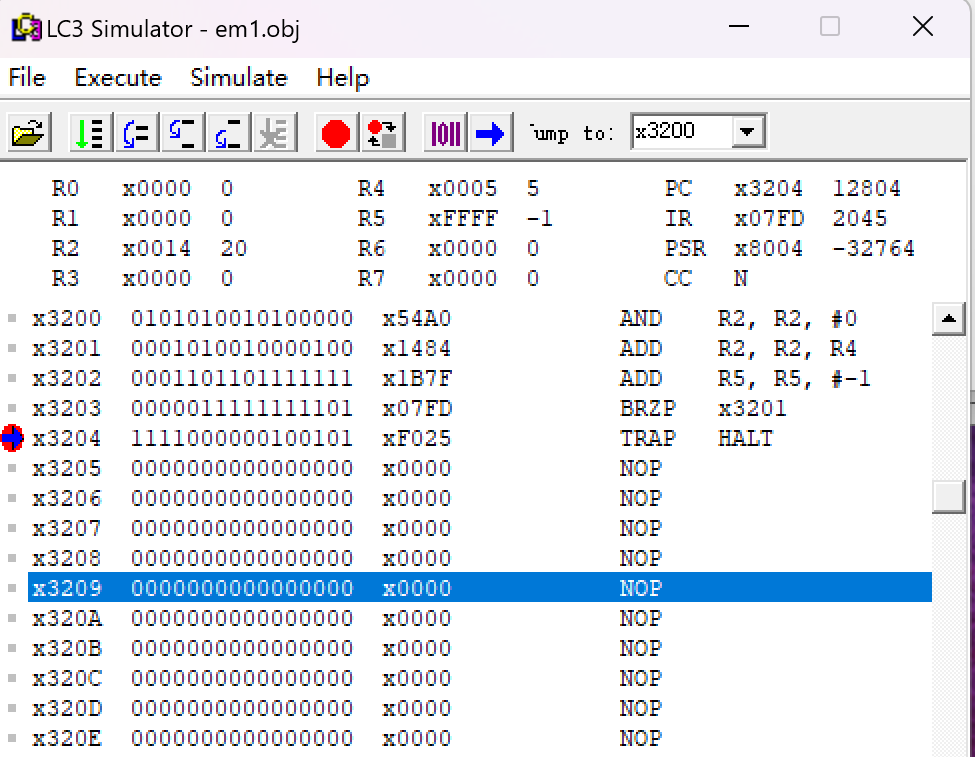 LC3 Simulator - em1.obj
File Execute Simulate Help
Jump to: x3200
R0 x0000 0 R4 x0005 5 PC x3204 12804
R1 x0000 0 R5 xFFFF -1 IR x07FD 2045
R2 x0014 20 R6 x0000 0 PSR x8004 -32764
R3 x0000 0 R7 x0000 0 CC N
x3200 0101010010100000 x54A0 AND R2, R2, #0
x3201 0001010010000100 x1484 ADD R2, R2, R4
x3202 0001101101111111 x1B7F ADD R5, R5, #-1
x3203 0000011111111101 x07FD BRZP x3201
x3204 1111000000100101 xF025 TRAP HALT
x3205 0000000000000000 x0000 NOP
x3206 0000000000000000 x0000 NOP
x3207 0000000000000000 x0000 NOP
x3208 0000000000000000 x0000 NOP
x3209 0000000000000000 x0000 NOP
x320A 0000000000000000 x0000 NOP
x320B 0000000000000000 x0000 NOP
x320C 0000000000000000 x0000 NOP
x320D 0000000000000000 x0000 NOP
x320E 0000000000000000 x0000 NOP